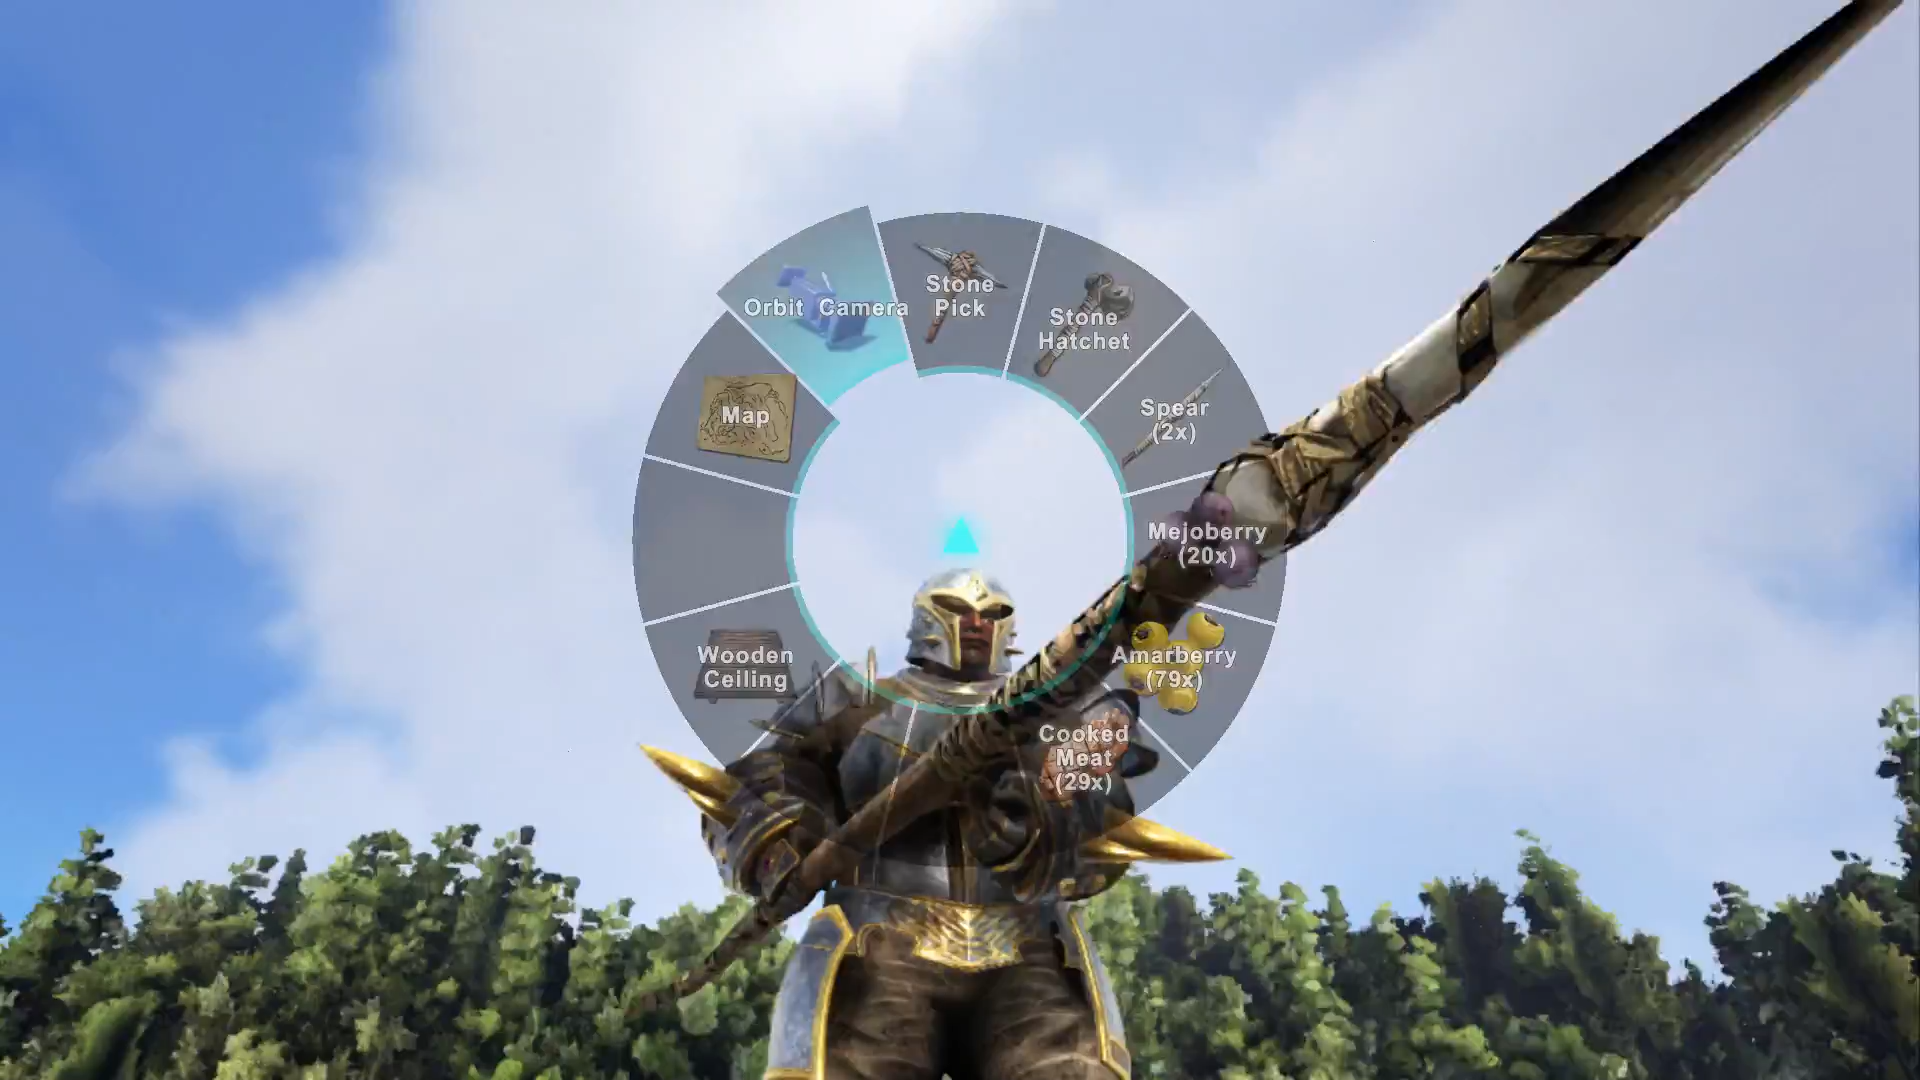 Orbit Camera
Stone
Pick
Stone
Hatchet
Spear
(2x)
Mejoberry
(20x)
Amarberry
(79x)
Cooked
Meat
(29x)
Wooden
Ceiling
Map